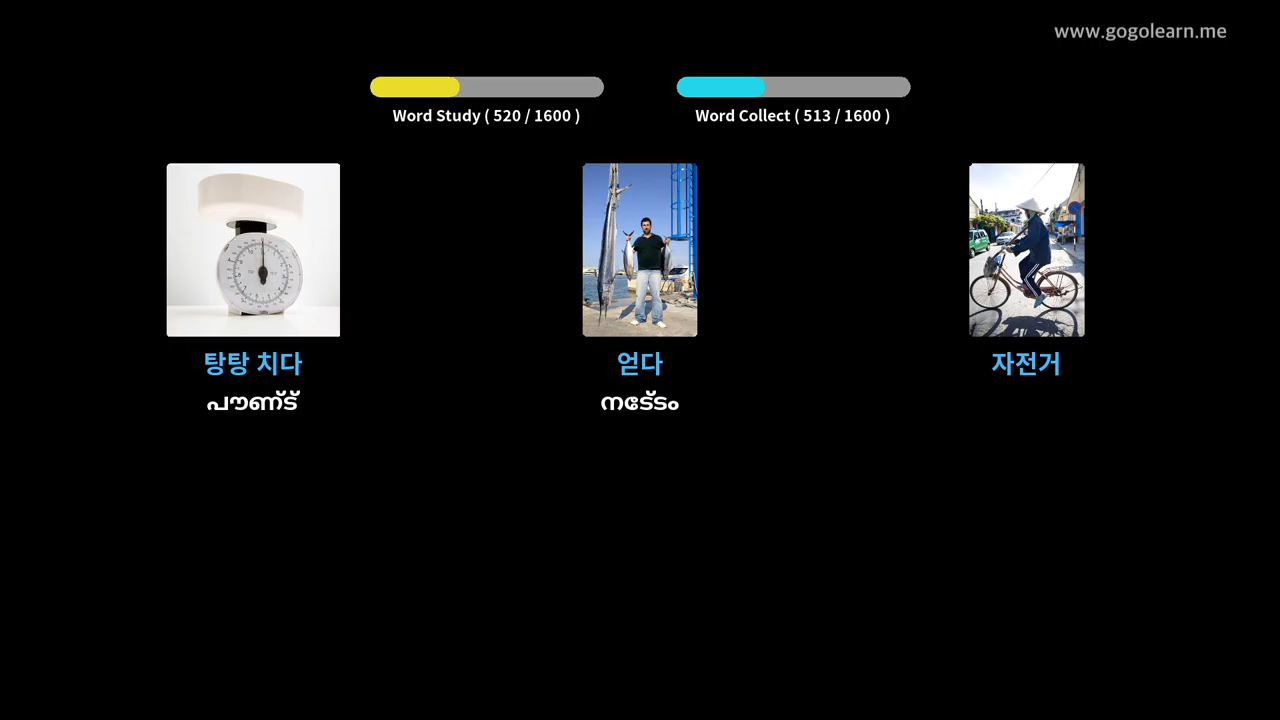 www.gogolearn.me
Word Study ( 520 / 1600 )
Word Collect ( 513 / 1600 )
탕탕 치다
얻다
자전거
പൗണ്ട്
നേട്ടം